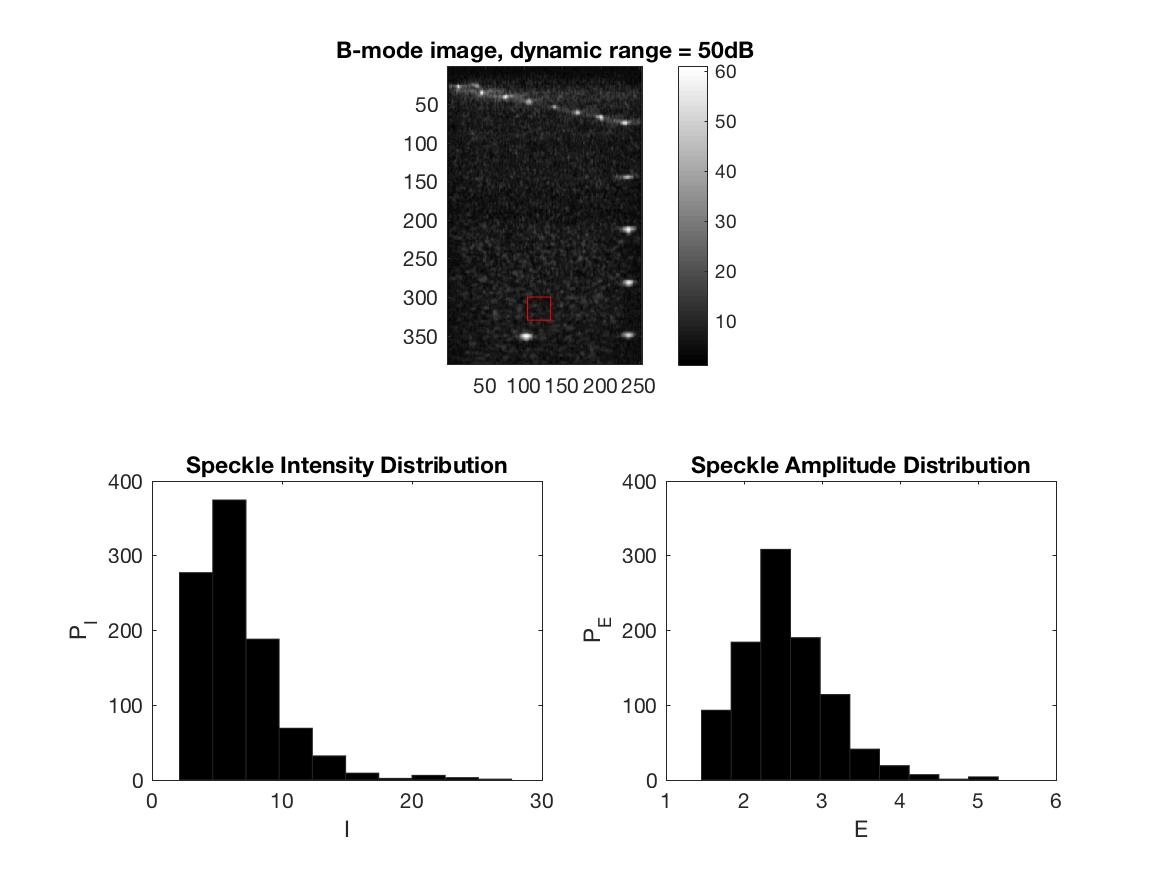 B-mode image, dynamic range = 50dB
50
100
150
200
250
300
350
50 100 150 200 250
60
50
40
30
20
10
Speckle Intensity Distribution
400
300
200
100
0
P_I
0 10 20 30
I
Speckle Amplitude Distribution
400
300
200
100
0
P_E
1 2 3 4 5 6
E